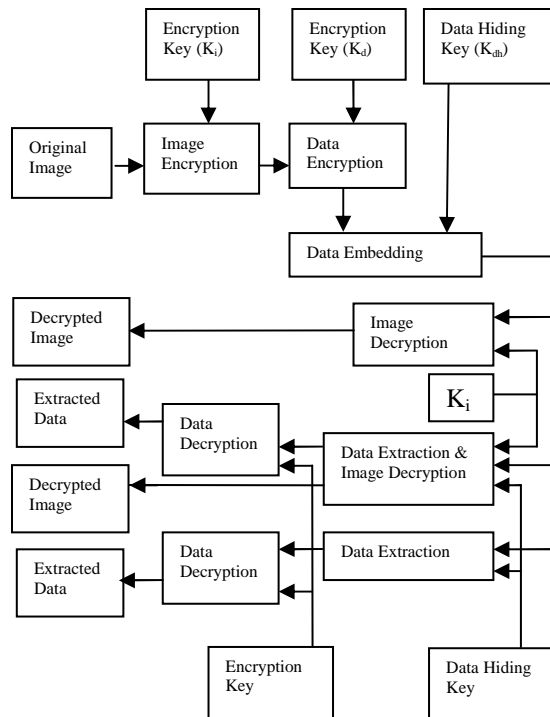 Encryption
Key (Ki)
Encryption
Key (Kd)
Data Hiding
Key (Kdh)
Original
Image
Image
Encryption
Data
Encryption
Data Embedding
Decrypted
Image
Image
Decryption
Ki
Extracted
Data
Data
Decryption
Data Extraction &
Image Decryption
Decrypted
Image
Extracted
Data
Data
Decryption
Data Extraction
Encryption
Key
Data Hiding
Key